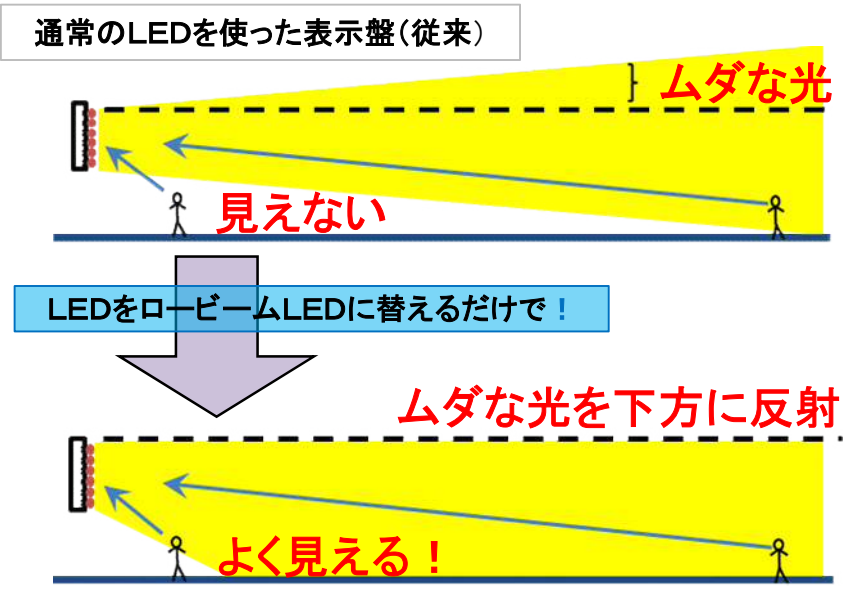 通常のLEDを使った表示盤(従来)
ムダな光
見えない
LEDをロービームLEDに替えるだけで!
ムダな光を下方に反射
よく見える!